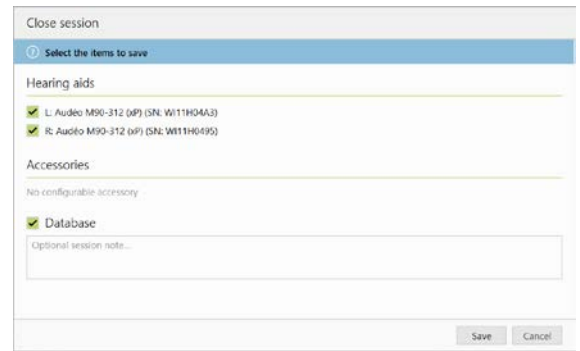 Close session
Select the items to save
Hearing aids
L: Audéo M90-312 (xP) (SN: WI11H04A3)
R: Audéo M90-312 (xP) (SN: WI11H0495)
Accessories
No configurable accessory
Database
Optional session note...
Save Cancel